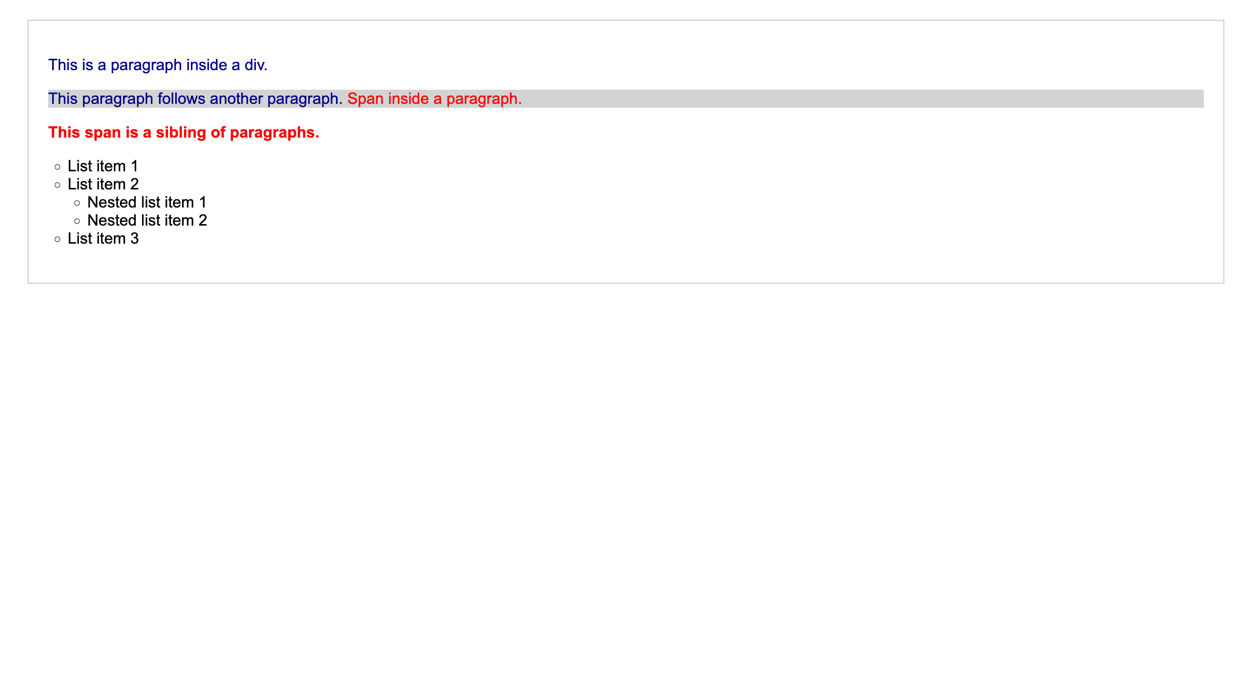 This is a paragraph inside a div.
This paragraph follows another paragraph. Span inside a paragraph.
This span is a sibling of paragraphs.
List item 1
List item 2
Nested list item 1
Nested list item 2
List item 3